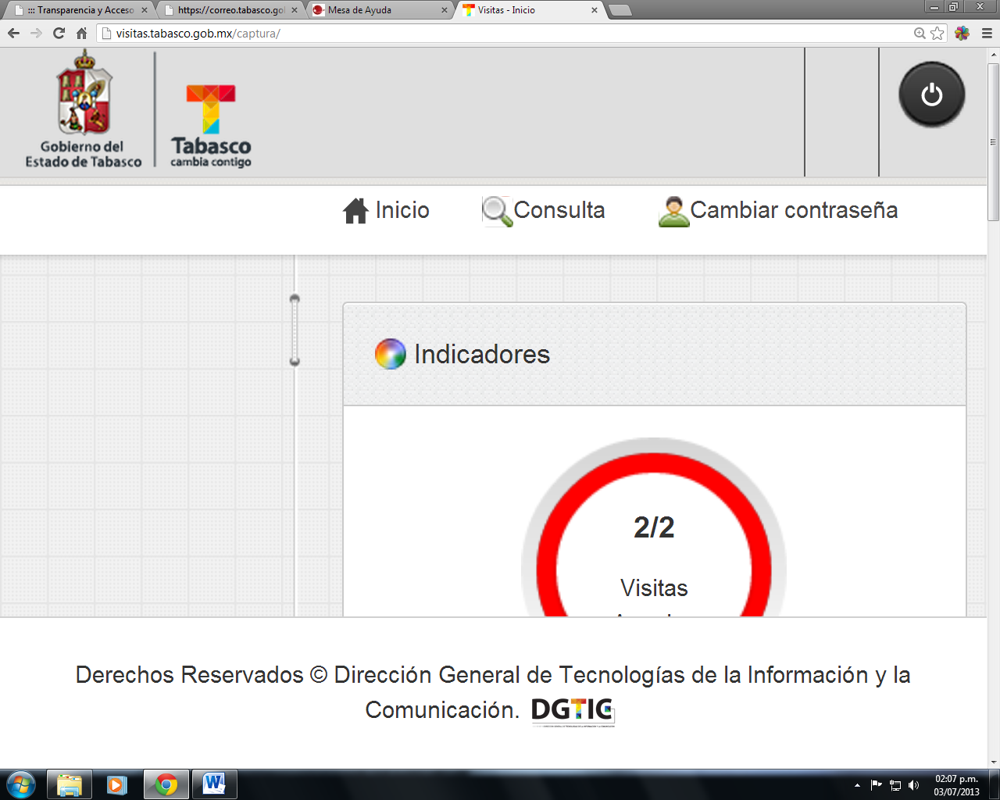 ::: Transparencia y Acceso
https://correo.tabasco.go
Mesa de Ayuda
Visitas - Inicio
visitas.tabasco.gob.mx/captura/
Gobierno del
Estado de Tabasco
Tabasco
cambia contigo
Inicio
Consulta
Cambiar contraseña
Indicadores
2/2
Visitas
Derechos Reservados © Dirección General de Tecnologías de la Información y la
Comunicación. DGTIC
02:07 p.m.
03/07/2013